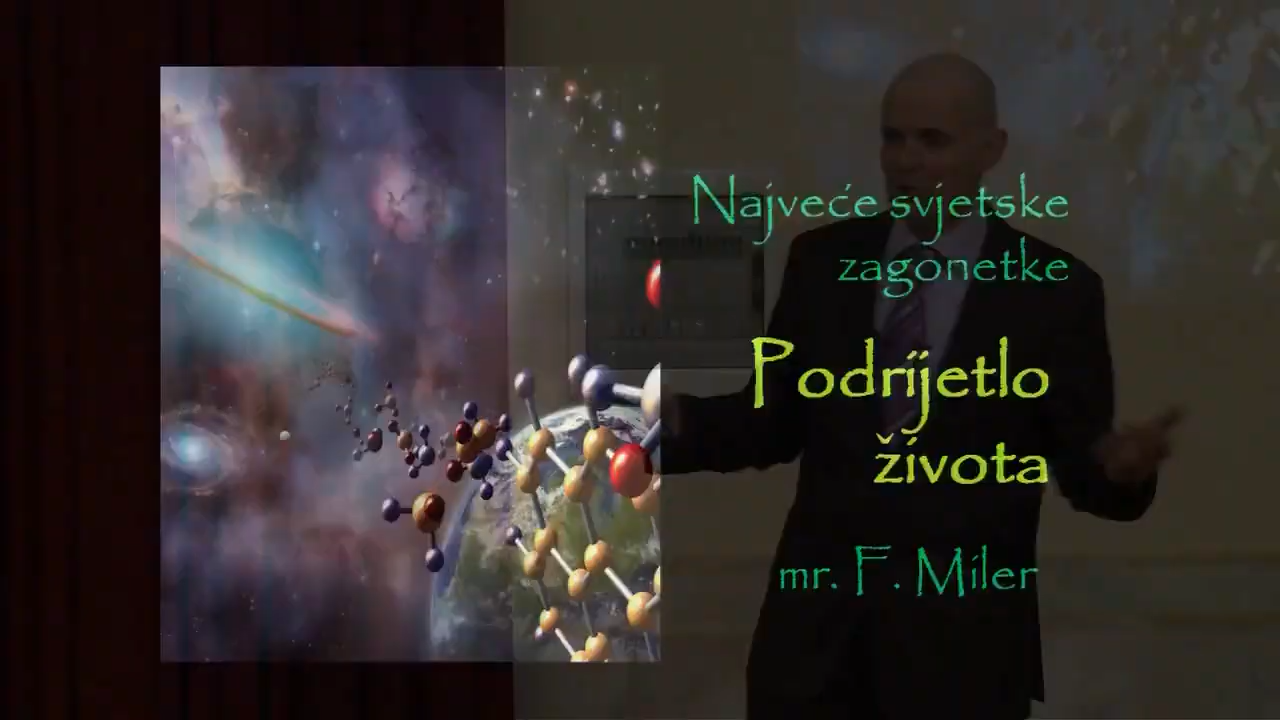 Najveće svjetske
zagonetke
Podrijetlo
života
mr. F. Miler